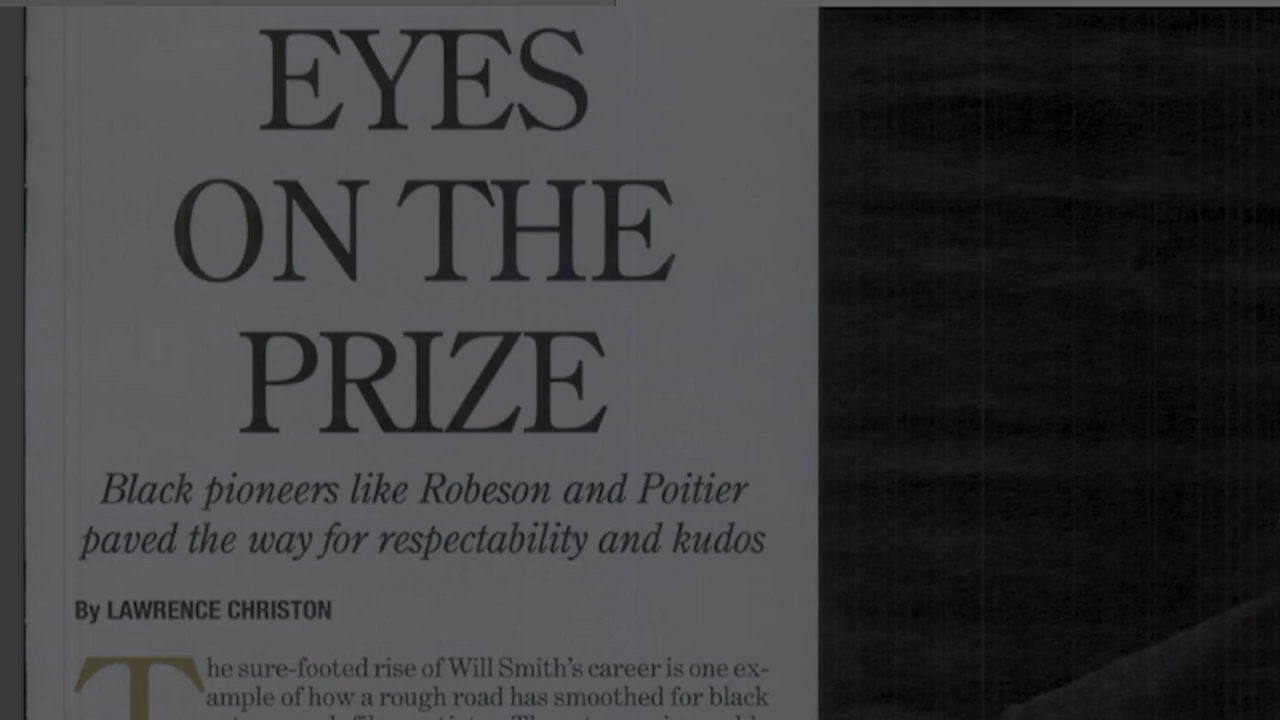 EYES
ON THE
PRIZE
Black pioneers like Robeson and Poitier
paved the way for respectability and kudos
By LAWRENCE CHRISTON
The sure-footed rise of Will Smith's career is one ex-
ample of how a rough road has smoothed for black